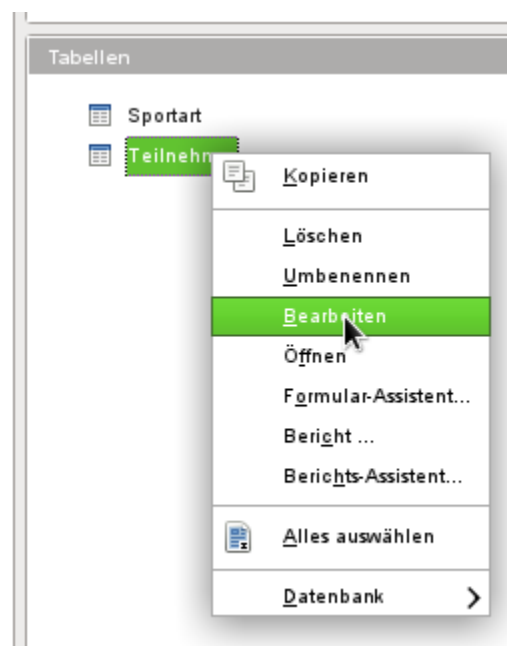 Tabellen
Sportart
Teilnehm
Kopieren
Löschen
Umbenennen
Bearbeiten
Öffnen
Formular-Assistent...
Bericht ...
Berichts-Assistent...
Alles auswählen
Datenbank